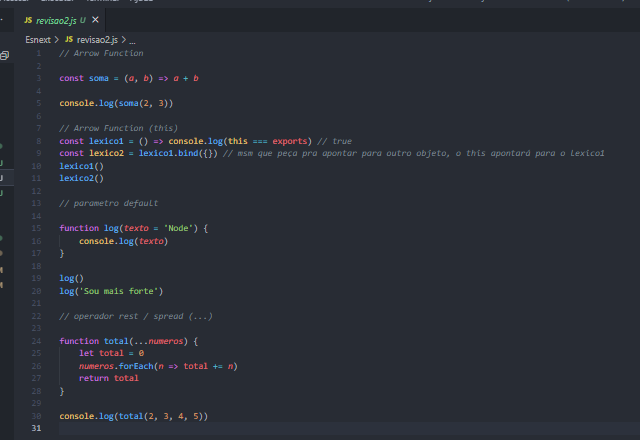 JS revisao2.js U ×
Esnext > JS revisao2.js > ...
1 // Arrow Function
2
3 const soma = (a, b) => a + b
4
5 console.log(soma(2, 3))
6
7 // Arrow Function (this)
8 const lexico1 = () => console.log(this === exports) // true
9 const lexico2 = lexico1.bind({}) // msm que peça pra apontar para outro objeto, o this apontará para o lexico1
10 lexico1()
11 lexico2()
12
13 // parametro default
14
15 function log(texto = 'Node') {
16 console.log(texto)
17 }
18
19 log()
20 log('Sou mais forte')
21
22 // operador rest / spread (...)
23
24 function total(...numeros) {
25 let total = 0
26 numeros.forEach(n => total += n)
27 return total
28 }
29
30 console.log(total(2, 3, 4, 5))
31